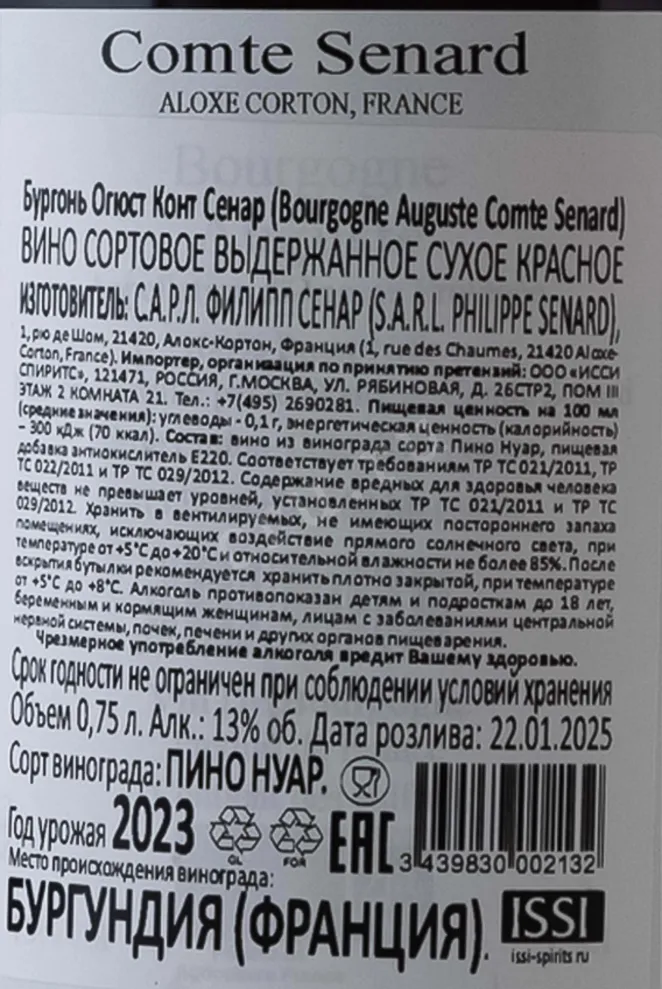 Comte Senard
ALOXE CORTON, FRANCE
Бургонь Огюст Конт Сенар (Bourgogne Auguste Comte Senard)
ВИНО СОРТОВОЕ ВЫДЕРЖАННОЕ СУХОЕ КРАСНОЕ
ИЗГОТОВИТЕЛЬ: С.А.Р.Л. ФИЛИПП СЕНАР (S.A.R.L. PHILIPPE SENARD),
1, рю де Шом, 21420, Алокс-Кортон, Франция (1, rue des Chaumes, 21420 Aloxe-
Corton, France). Импортер, организация по принятию претензий: ООО «ИССИ
СПИРИТС», 121471, РОССИЯ, Г.МОСКВА, УЛ. РЯБИНОВАЯ, Д. 26СТР2, ПОМ III
ЭТАЖ 2 КОМНАТА 21. Тел.: +7(495) 2690281. Пищевая ценность на 100 мл
(средние значения): углеводы - 0,1 г, энергетическая ценность (калорийность)
– 300 кДж (70 ккал). Состав: вино из винограда сорта Пино Нуар, пищевая
добавка антиокислитель Е220. Соответствует требованиям ТР ТС 021/2011, ТР
ТС 022/2011 и ТР ТС 029/2012. Содержание вредных для здоровья человека
веществ не превышает уровней, установленных ТР ТС 021/2011 и ТР ТС
029/2012. Хранить в вентилируемых, не имеющих постороннего запаха
помещениях, исключающих воздействие прямого солнечного света, при
температуре от +5°С до +20°С и относительной влажности не более 85%. После
вскрытия бутылки рекомендуется хранить плотно закрытой, при температуре
от +5°С до +8°С. Алкоголь противопоказан детям и подросткам до 18 лет,
беременным и кормящим женщинам, лицам с заболеваниями центральной
нервной системы, почек, печени и других органов пищеварения.
Чрезмерное употребление алкоголя вредит Вашему здоровью.
Срок годности не ограничен при соблюдении условий хранения
Объем 0,75 л. Алк.: 13% об. Дата розлива: 22.01.2025
Сорт винограда: ПИНО НУАР.
Год урожая 2023
GL FOR
EAC
3 439830 002132
Место происхождения винограда:
БУРГУНДИЯ (ФРАНЦИЯ).
ISSI
issi-spirits ru